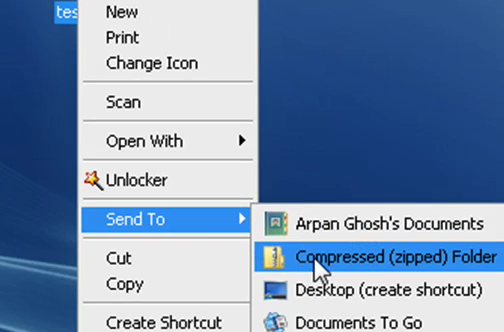 tes
New
Print
Change Icon
Scan
Open With
Unlocker
Send To
Cut
Copy
Create Shortcut
Arpan Ghosh's Documents
Compressed (zipped) Folder
Desktop (create shortcut)
Documents To Go